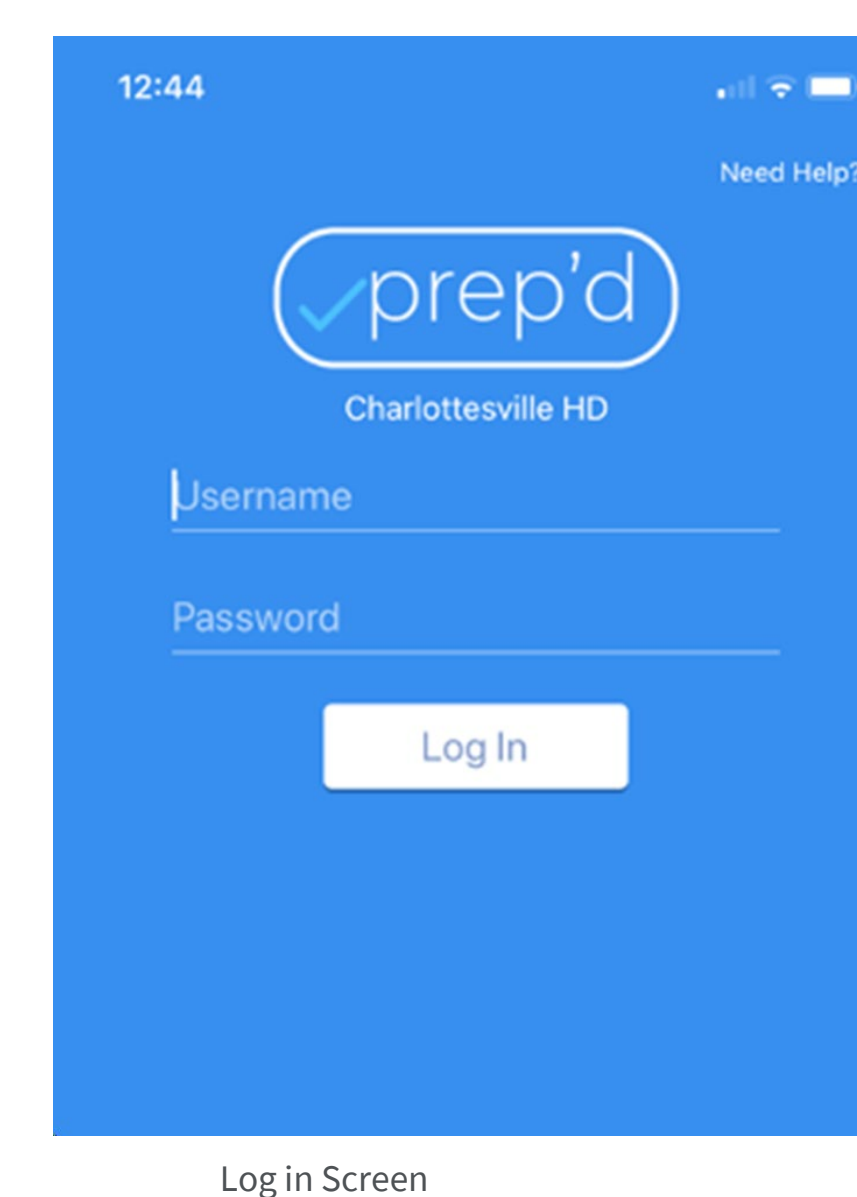 12:44
Need Help?
prep'd
Charlottesville HD
Username
Password
Log In
Log in Screen